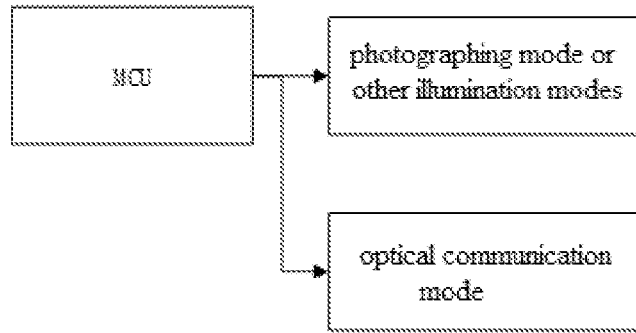 MCU
photographing mode or
other illumination modes
optical communication
mode